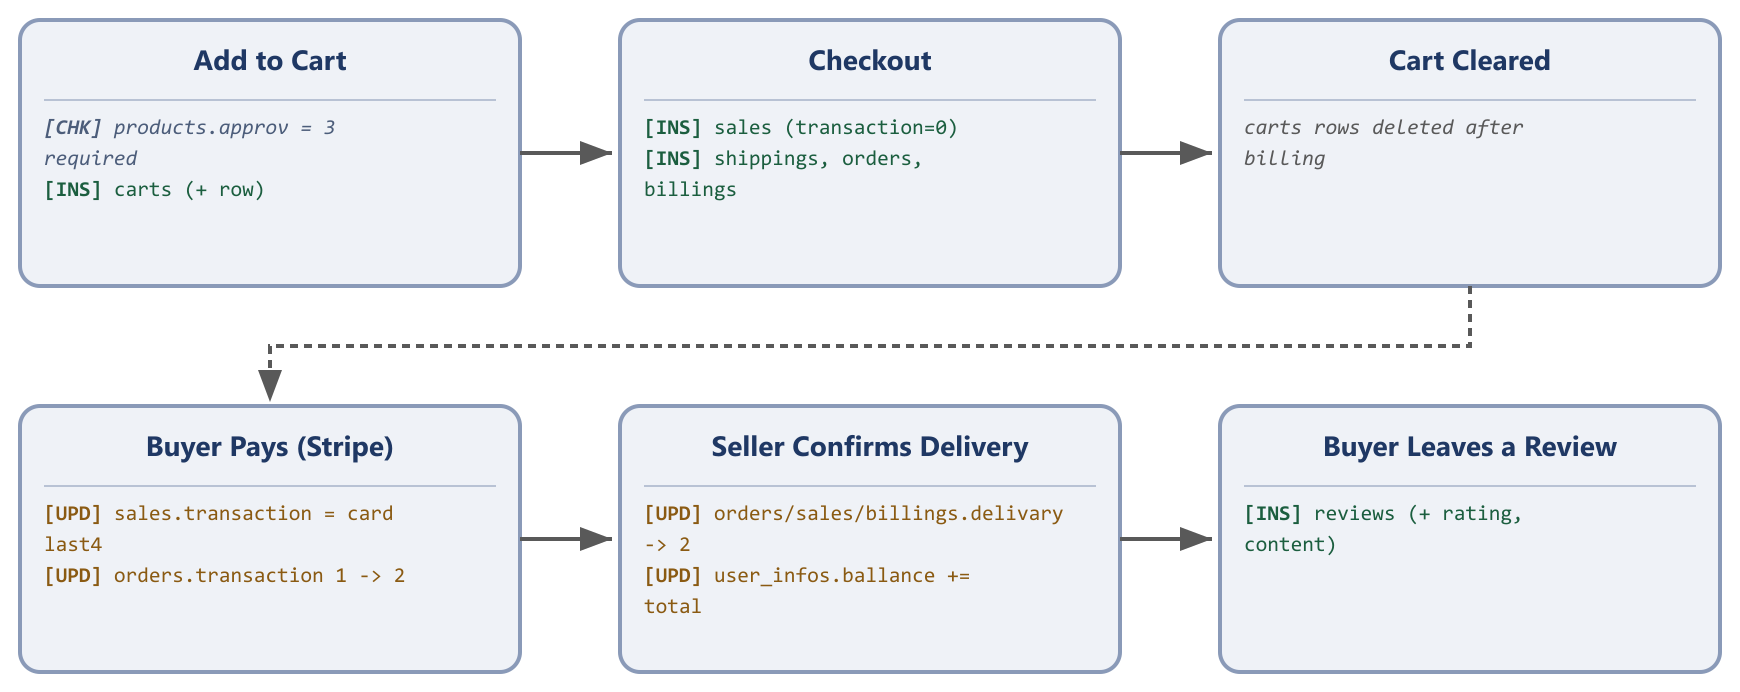 Add to Cart
[CHK] products.approv = 3
required
[INS] carts (+ row)
Checkout
[INS] sales (transaction=0)
[INS] shippings, orders,
billings
Cart Cleared
carts rows deleted after
billing
Buyer Pays (Stripe)
[UPD] sales.transaction = card
last4
[UPD] orders.transaction 1 -> 2
Seller Confirms Delivery
[UPD] orders/sales/billings.delivary
-> 2
[UPD] user_infos.ballance +=
total
Buyer Leaves a Review
[INS] reviews (+ rating,
content)